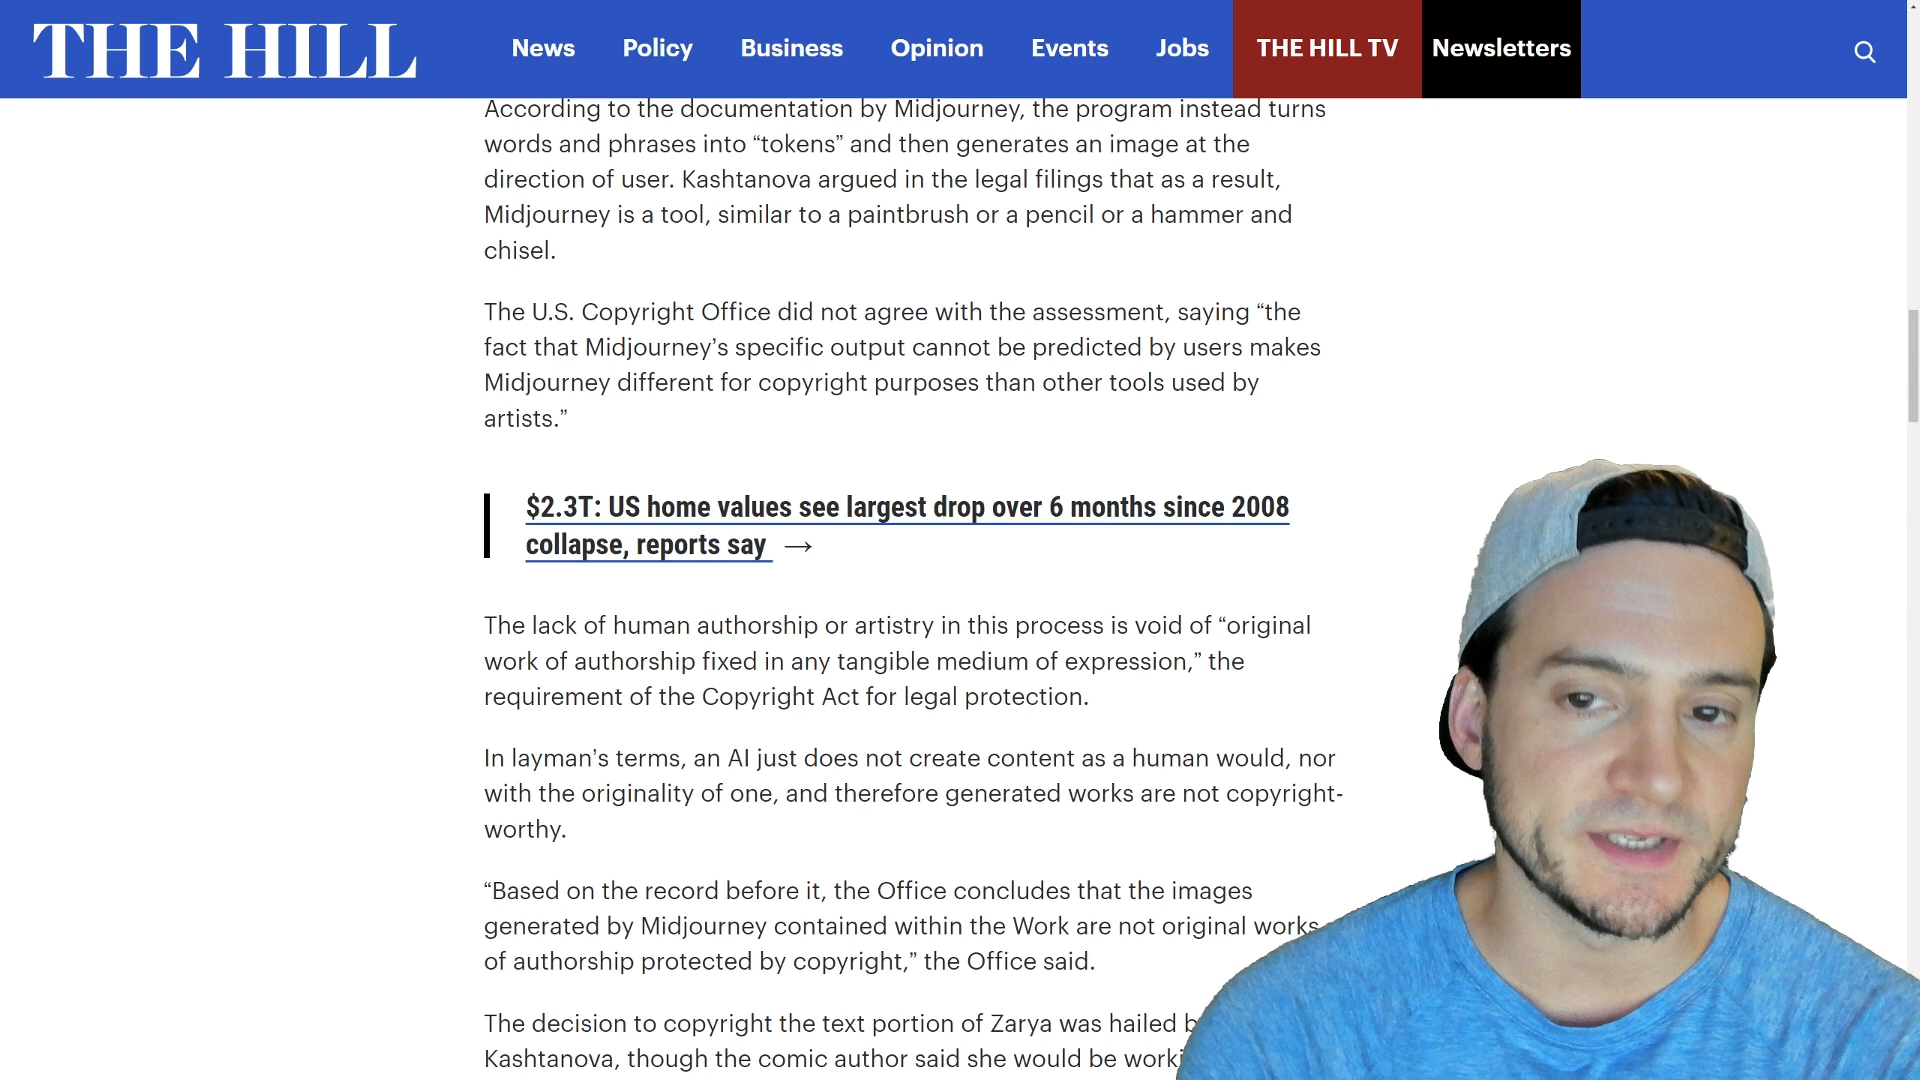 THE HILL
News Policy Business Opinion Events Jobs THE HILL TV Newsletters
According to the documentation by Midjourney, the program instead turns
words and phrases into “tokens” and then generates an image at the
direction of user. Kashtanova argued in the legal filings that as a result,
Midjourney is a tool, similar to a paintbrush or a pencil or a hammer and
chisel.
The U.S. Copyright Office did not agree with the assessment, saying “the
fact that Midjourney’s specific output cannot be predicted by users makes
Midjourney different for copyright purposes than other tools used by
artists.”
$2.3T: US home values see largest drop over 6 months since 2008
collapse, reports say →
The lack of human authorship or artistry in this process is void of “original
work of authorship fixed in any tangible medium of expression,” the
requirement of the Copyright Act for legal protection.
In layman’s terms, an AI just does not create content as a human would, nor
with the originality of one, and therefore generated works are not copyright-
worthy.
“Based on the record before it, the Office concludes that the images
generated by Midjourney contained within the Work are not original works
of authorship protected by copyright,” the Office said.
The decision to copyright the text portion of Zarya was hailed
Kashtanova, though the comic author said she would be